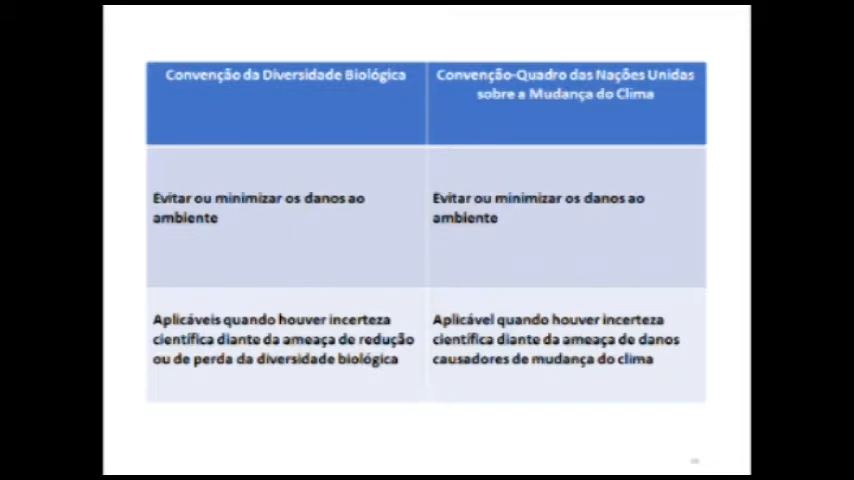 Convenção da Diversidade Biológica
Convenção-Quadro das Nações Unidas
sobre a Mudança do Clima
Evitar ou minimizar os danos ao
ambiente
Evitar ou minimizar os danos ao
ambiente
Aplicáveis quando houver incerteza
científica diante da ameaça de redução
ou de perda da diversidade biológica
Aplicável quando houver incerteza
científica diante da ameaça de danos
causadores de mudança do clima